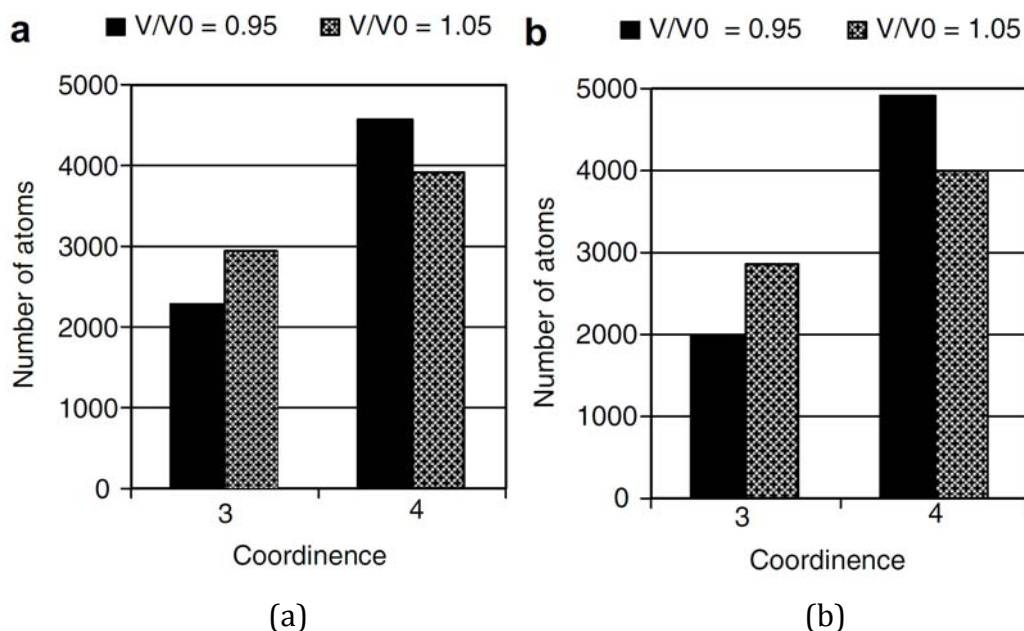 a
V/V0 = 0.95
V/V0 = 1.05
5000
4000
3000
2000
1000
0
Number of atoms
3
4
Coordinence
(a)
b
V/V0 = 0.95
V/V0 = 1.05
5000
4000
3000
2000
1000
0
Number of atoms
3
4
Coordinence
(b)